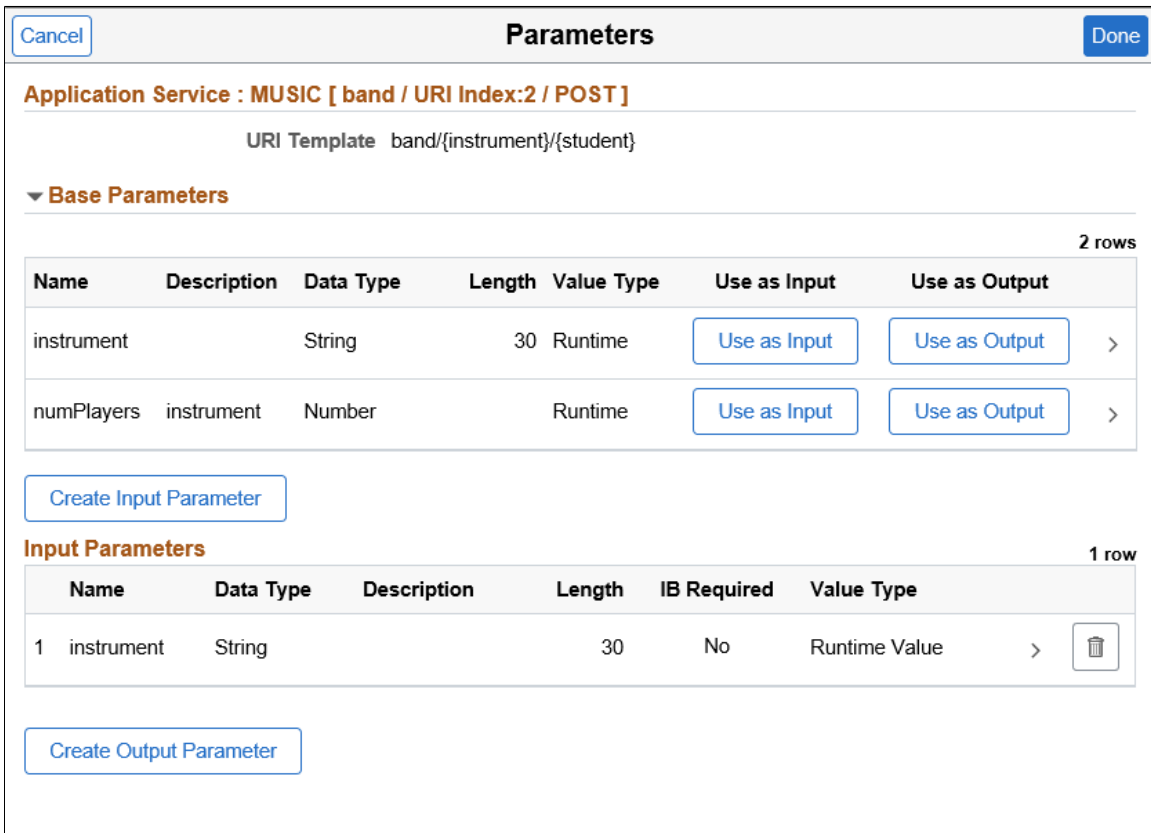 Cancel Parameters Done
Application Service : MUSIC [ band / URI Index:2 / POST ]
URI Template band/{instrument}/{student}
Base Parameters
2 rows
Name Description Data Type Length Value Type Use as Input Use as Output
instrument String 30 Runtime Use as Input Use as Output
numPlayers instrument Number Runtime Use as Input Use as Output
Create Input Parameter
Input Parameters 1 row
Name Data Type Description Length IB Required Value Type
1 instrument String 30 No Runtime Value
Create Output Parameter